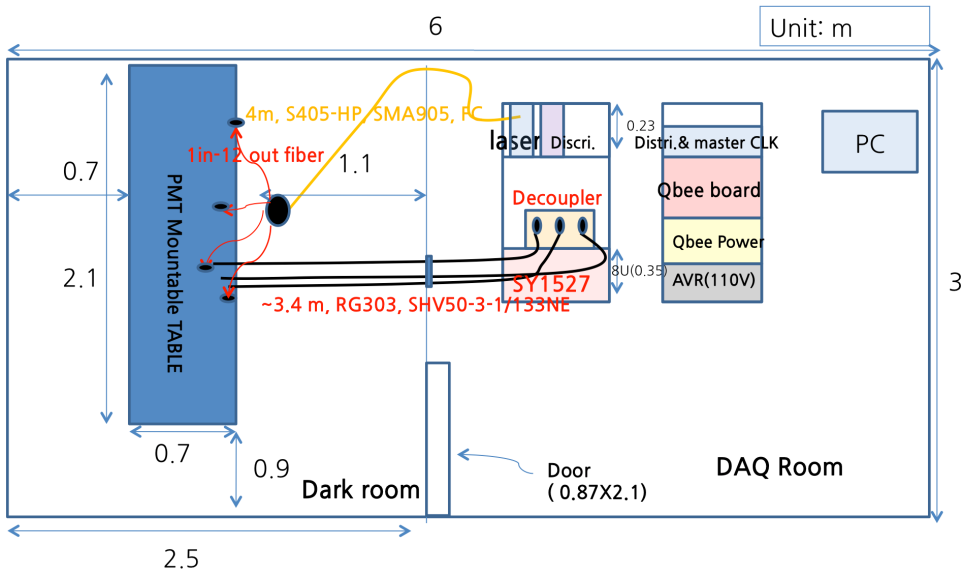 6
Unit: m
4m, S405-HP, SMA905, FC
laser
Discri.
0.23
Distri.& master CLK
PC
1in-12 out fiber
0.7
1.1
PMT Mountable TABLE
Decoupler
Qbee board
Qbee Power
2.1
8U(0.35)
SY1527
AVR(110V)
3
~3.4 m, RG303, SHV50-3-1/133NE
0.7
0.9
Dark room
Door
( 0.87X2.1)
DAQ Room
2.5